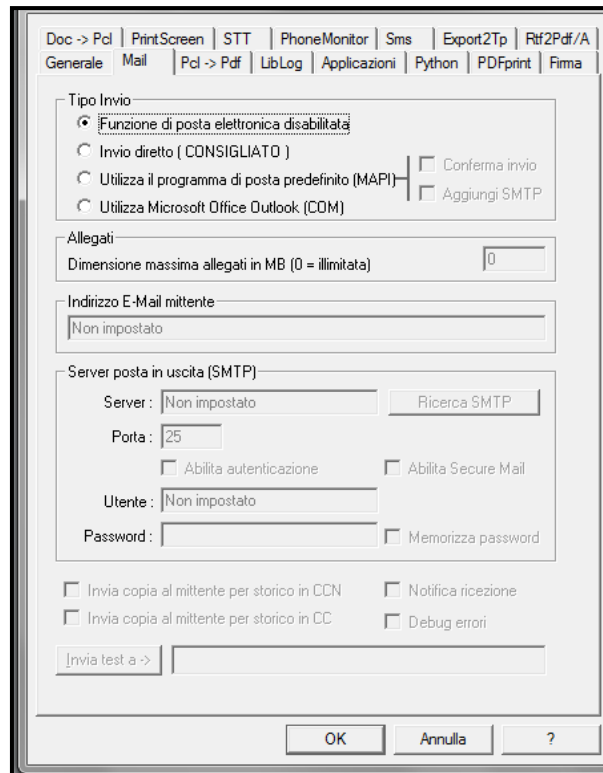 Doc -> Pcl PrintScreen STT PhoneMonitor Sms Export2Tp Rtf2Pdf/A
Generale Mail Pcl -> Pdf LibLog Applicazioni Python PDFprint Firma
Tipo Invio
Funzione di posta elettronica disabilitata
Invio diretto ( CONSIGLIATO )
Utilizza il programma di posta predefinito (MAPI)
Conferma invio
Aggiungi SMTP
Utilizza Microsoft Office Outlook (COM)
Allegati
Dimensione massima allegati in MB (0 = illimitata) 0
Indirizzo E-Mail mittente
Non impostato
Server posta in uscita (SMTP)
Server : Non impostato Ricerca SMTP
Porta : 25
Abilita autenticazione Abilita Secure Mail
Utente : Non impostato
Password : Memorizza password
Invia copia al mittente per storico in CCN Notifica ricezione
Invia copia al mittente per storico in CC Debug errori
Invia test a ->
OK Annulla ?